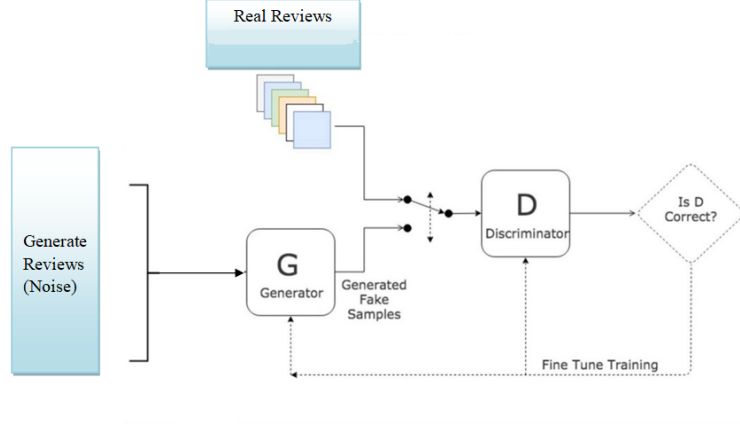 Real Reviews
Generate
Reviews
(Noise)
G
Generator
Generated
Fake
Samples
D
Discriminator
Is D
Correct?
Fine Tune Training